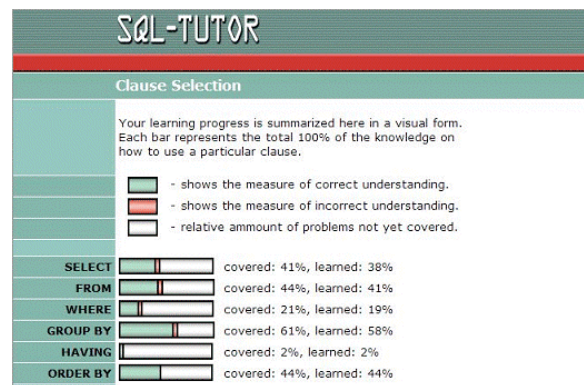 SQL-TUTOR
Clause Selection
Your learning progress is summarized here in a visual form.
Each bar represents the total 100% of the knowledge on
how to use a particular clause.
- shows the measure of correct understanding.
- shows the measure of incorrect understanding.
- relative ammount of problems not yet covered.
SELECT covered: 41%, learned: 38%
FROM covered: 44%, learned: 41%
WHERE covered: 21%, learned: 19%
GROUP BY covered: 61%, learned: 58%
HAVING covered: 2%, learned: 2%
ORDER BY covered: 44%, learned: 44%